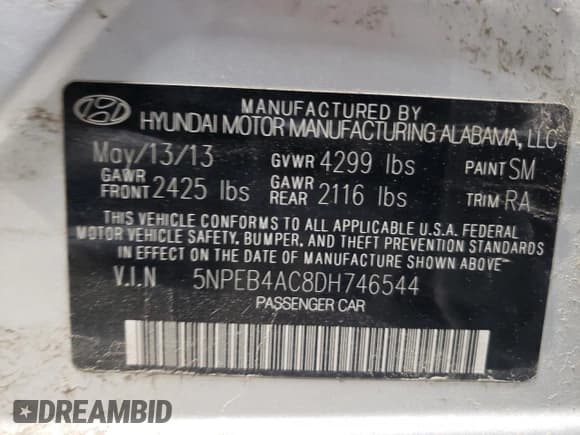 MANUFACTURED BY
HYUNDAI MOTOR MANUFACTURING ALABAMA, LLC
May/13/13 GVWR 4299 lbs PAINT SM
GAWR FRONT 2425 lbs GAWR REAR 2116 lbs TRIM RA
THIS VEHICLE CONFORMS TO ALL APPLICABLE U.S.A. FEDERAL
MOTOR VEHICLE SAFETY, BUMPER, AND THEFT PREVENTION STANDARDS
IN EFFECT ON THE DATE OF MANUFACTURE SHOWN ABOVE.
V.I.N 5NPEB4AC8DH746544
PASSENGER CAR
DREAMBID